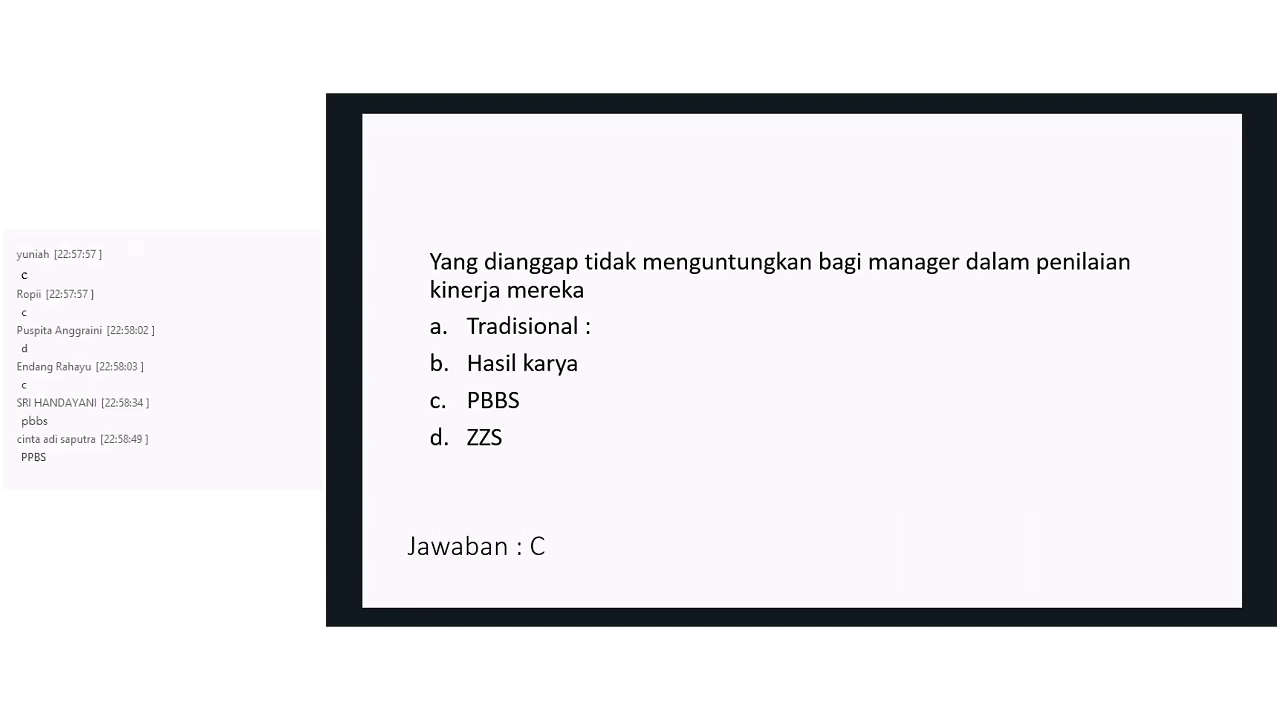 yuniah [22:57:57 ]
c
Ropii [22:57:57 ]
c
Puspita Anggraini [22:58:02 ]
d
Endang Rahayu [22:58:03 ]
c
SRI HANDAYANI [22:58:34 ]
pbbs
cinta adi saputra [22:58:49 ]
PPBS
Yang dianggap tidak menguntungkan bagi manager dalam penilaian
kinerja mereka
a. Tradisional :
b. Hasil karya
c. PBBS
d. ZZS
Jawaban : C